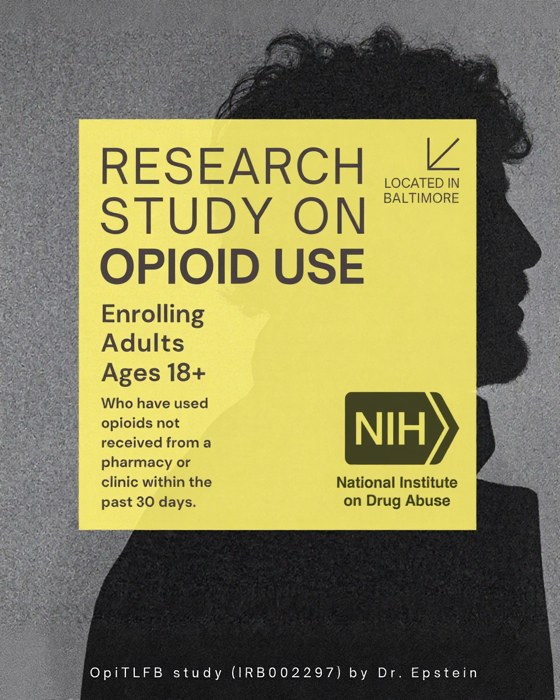 RESEARCH
STUDY ON
OPIOID USE
LOCATED IN
BALTIMORE
Enrolling
Adults
Ages 18+
Who have used
opioids not
received from a
pharmacy or
clinic within the
past 30 days.
NIH
National Institute
on Drug Abuse
OpiTLFB study (IRB002297) by Dr. Epstein